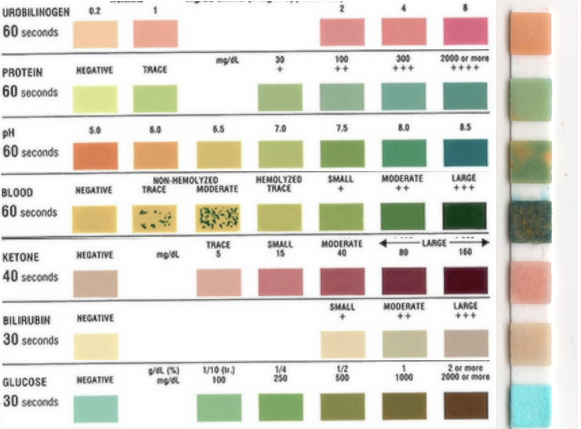 UROBILINOGEN 0.2 1 2 4 8
60 seconds
PROTEIN NEGATIVE TRACE mg/dL 30 100 300 2000 or more
+ ++ +++ ++++
60 seconds
pH 5.0 6.0 6.5 7.0 7.5 8.0 8.5
60 seconds
BLOOD NEGATIVE NON-HEMOLYZED HEMOLYZED SMALL MODERATE LARGE
TRACE MODERATE TRACE + ++ +++
60 seconds
KETONE NEGATIVE mg/dL TRACE SMALL MODERATE LARGE
5 15 40 80 160
40 seconds
BILIRUBIN NEGATIVE SMALL MODERATE LARGE
+ ++ +++
30 seconds
GLUCOSE NEGATIVE g/dL (%) 1/10 (tr.) 1/4 1/2 1 2 or more
mg/dL 100 250 500 1000 2000 or more
30 seconds